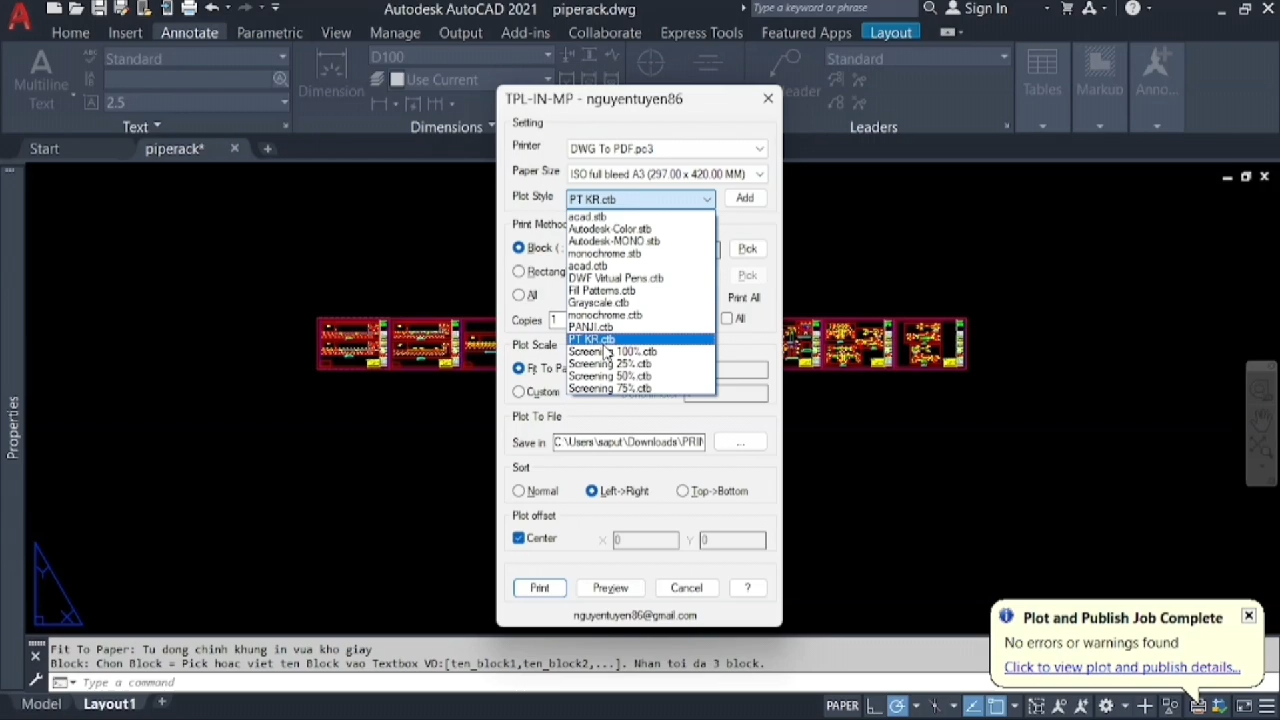 Autodesk AutoCAD 2021 piperack.dwg
Type a keyword or phrase
Sign In
Home Insert Annotate Parametric View Manage Output Add-ins Collaborate Express Tools Featured Apps Layout
Multiline
Text
Standard
2.5
Text
Dimension
D100
Use Current
Dimensions
Standard
Leaders
Tables
Markup
Anno...
Start
piperack*
Properties
TPL-IN-MP - nguyentuyen86
Setting
Printer
DWG To PDF.pc3
Paper Size
ISO full bleed A3 (297.00 x 420.00 MM)
Plot Style
PT KR.ctb
Add
acad.stb
Autodesk-Color.stb
Autodesk-MONO.stb
monochrome.stb
acad.ctb
DWF Virtual Pens.ctb
Fill Patterns.ctb
Grayscale.ctb
monochrome.ctb
PANJI.ctb
PT KR.ctb
Screening 100%.ctb
Screening 25%.ctb
Screening 50%.ctb
Screening 75%.ctb
Block
Pick
Pick
All
Print All
All
Copies
1
Plot Scale
Custom
Plot To File
Save in
C:\Users\saput\Downloads\PRIN
...
Sort
Normal
Left->Right
Top->Bottom
Plot offset
Center
X
0
Y
0
Print
Preview
Cancel
?
nguyentuyen86@gmail.com
Y
X
Fit To Paper: Tu dong chinh khung in vua kho giay
Block: Chon Block = Pick hoac viet ten Block vao Textbox VD:[ten_block1,ten_block2,...]. Nhan toi da 3 block.
Type a command
Plot and Publish Job Complete
No errors or warnings found
Click to view plot and publish details...
Model
Layout1
PAPER